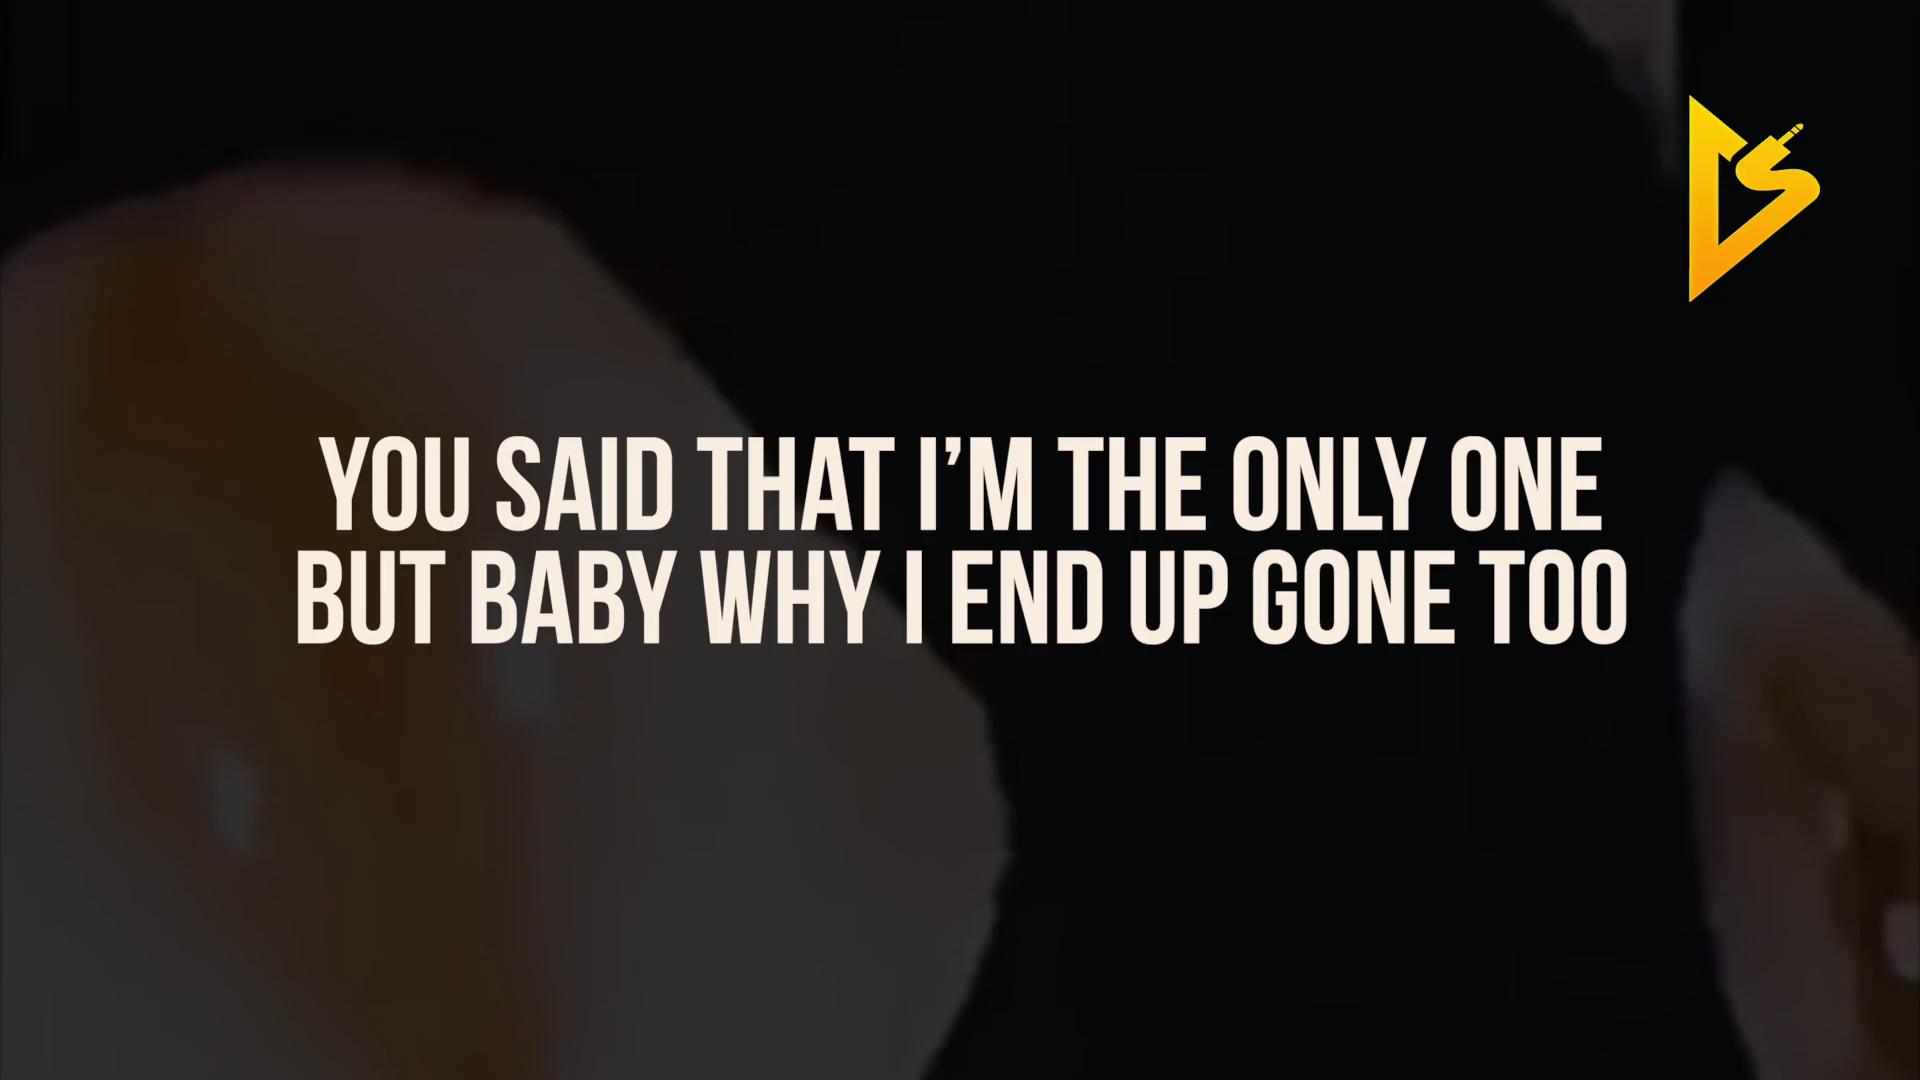 YOU SAID THAT I’M THE ONLY ONE
BUT BABY WHY I END UP GONE TOO